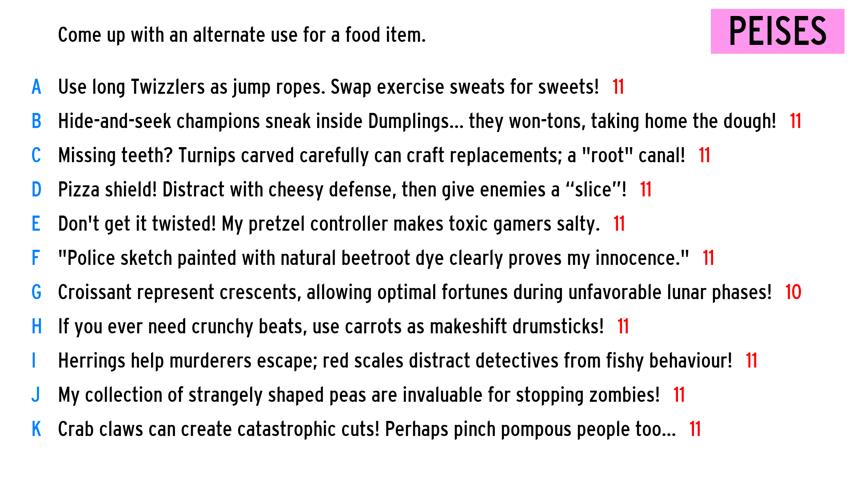 Come up with an alternate use for a food item.
PEISES
A Use long Twizzlers as jump ropes. Swap exercise sweats for sweets! 11
B Hide-and-seek champions sneak inside Dumplings... they won-tons, taking home the dough! 11
C Missing teeth? Turnips carved carefully can craft replacements; a "root" canal! 11
D Pizza shield! Distract with cheesy defense, then give enemies a “slice”! 11
E Don't get it twisted! My pretzel controller makes toxic gamers salty. 11
F "Police sketch painted with natural beetroot dye clearly proves my innocence." 11
G Croissant represent crescents, allowing optimal fortunes during unfavorable lunar phases! 10
H If you ever need crunchy beats, use carrots as makeshift drumsticks! 11
I Herrings help murderers escape; red scales distract detectives from fishy behaviour! 11
J My collection of strangely shaped peas are invaluable for stopping zombies! 11
K Crab claws can create catastrophic cuts! Perhaps pinch pompous people too... 11